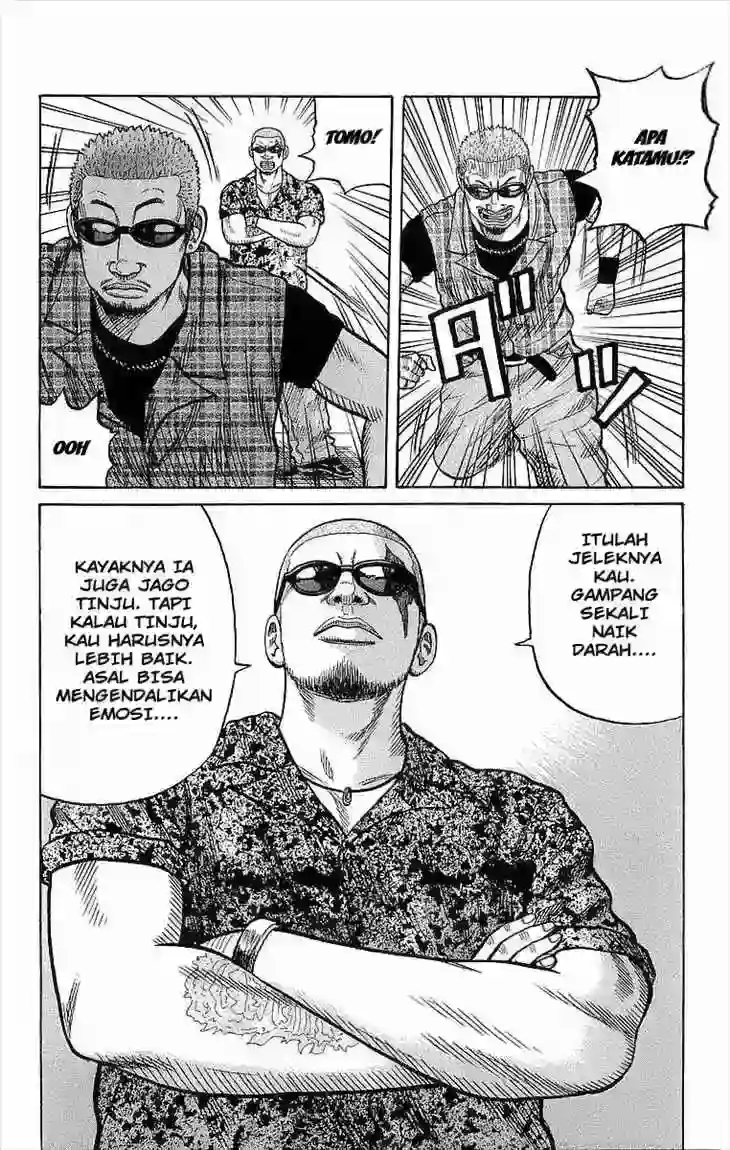 APA
KATAMU!?
ダッ
TOMO!
OOH
ITULAH
JELEKNYA
KAU.
GAMPANG
SEKALI
NAIK
DARAH....
KAYAKNYA IA
JUGA JAGO
TINJU. TAPI
KALAU TINJU,
KAU HARUSNYA
LEBIH BAIK.
ASAL BISA
MENGENDALIKAN
EMOSI....